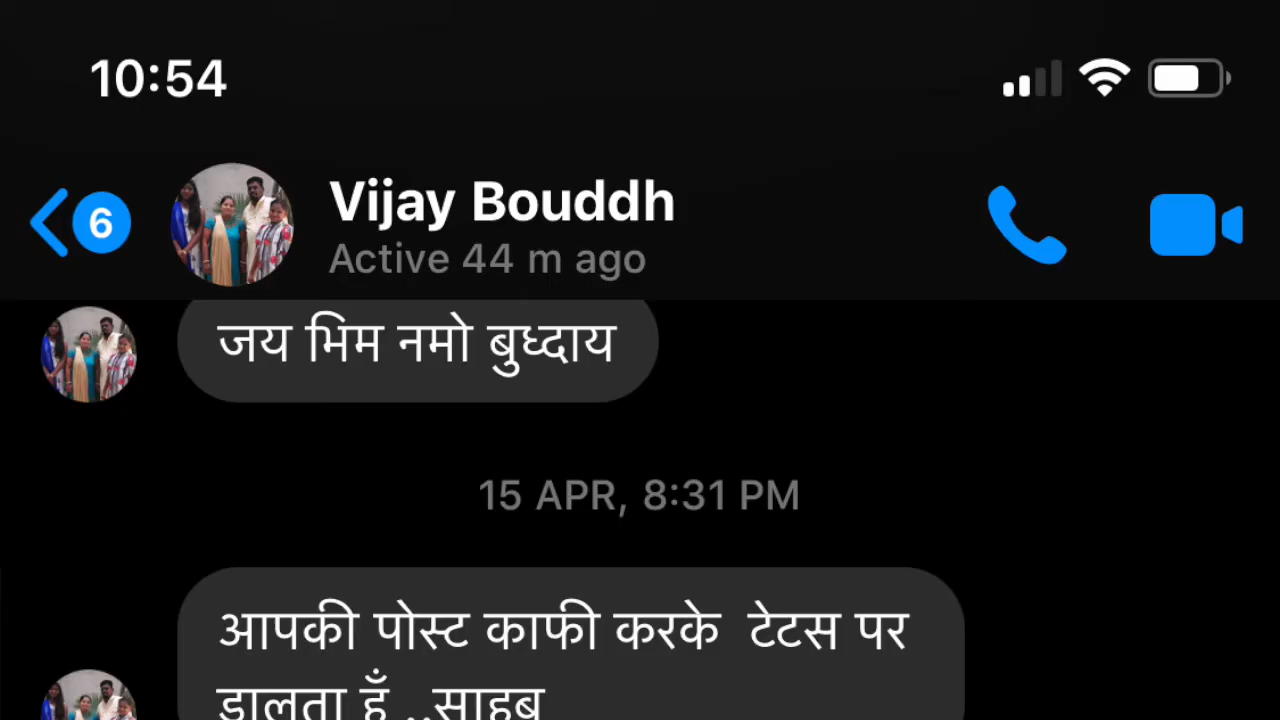 10:54
6
Vijay Bouddh
Active 44 m ago
जय भिम नमो बुध्दाय
15 APR, 8:31 PM
आपकी पोस्ट काफी करके टेटस पर
डालता हूँ ..साहब